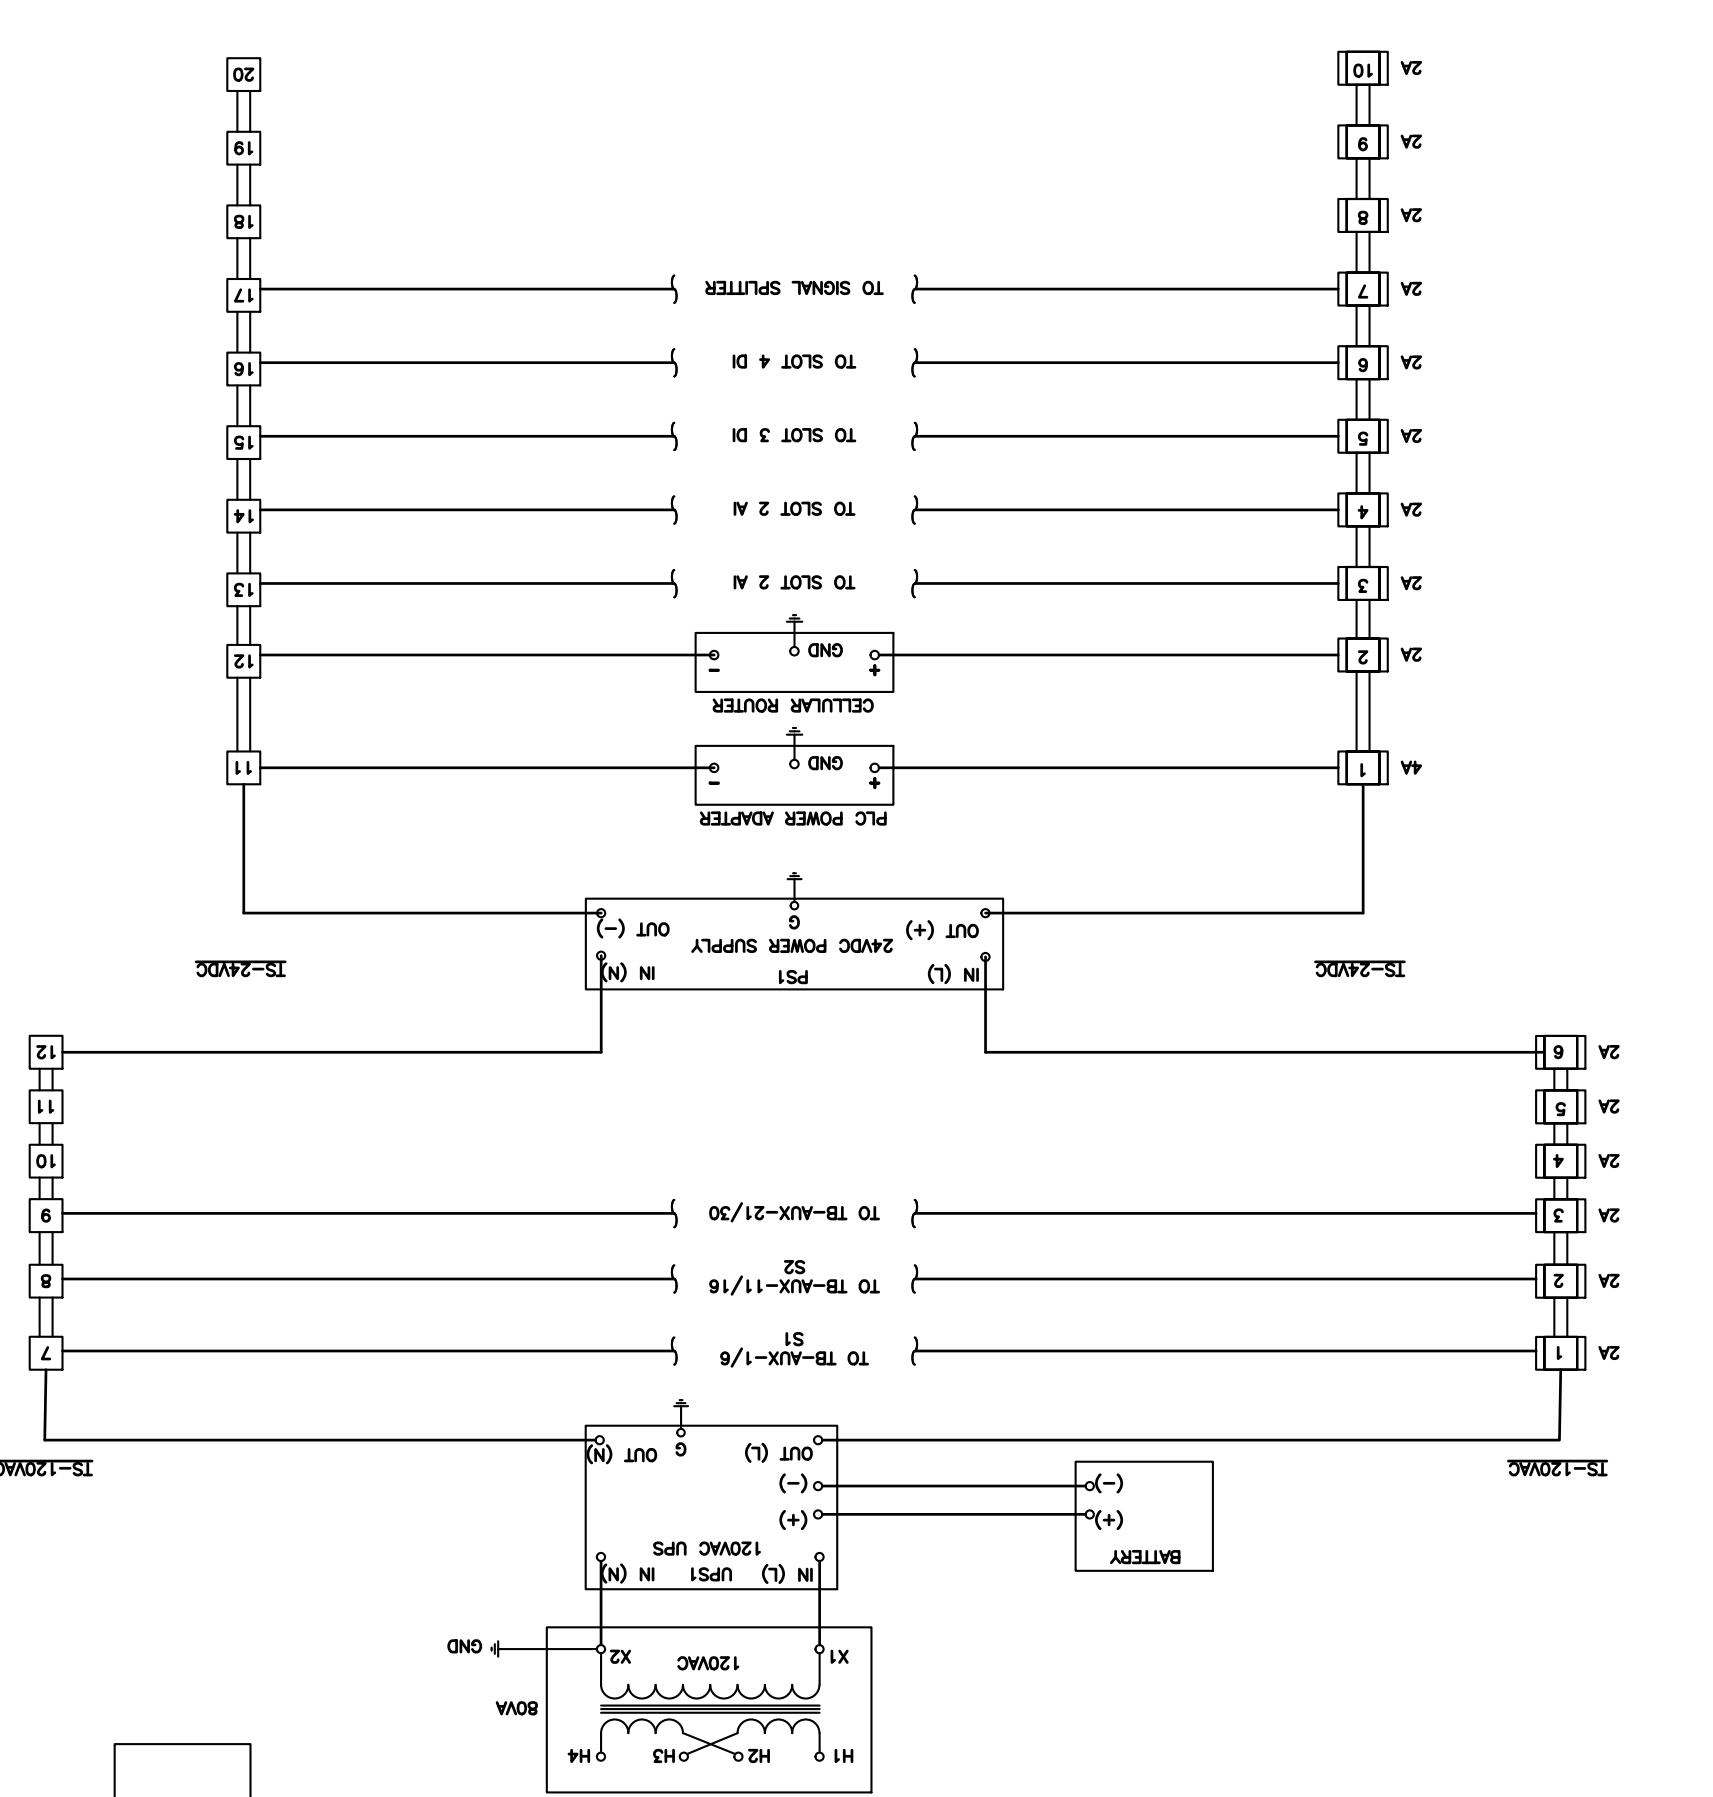 H1 H2 H3 H4
80VA
X1 120VAC X2 GND
IN (L) UPS1 IN (N)
120VAC UPS
BATTERY
(+) (+)
(-) (-)
TS-120VAC
OUT (L) G OUT (N)
TS-120VAC
2A 1 TO TB-AUX-1/6 7
S1
2A 2 TO TB-AUX-11/16 8
S2
2A 3 TO TB-AUX-21/30 9
2A 4 10
2A 5 11
2A 6 12
TS-24VDC
IN (L) PS1 IN (N)
24VDC POWER SUPPLY
OUT (+) G OUT (-)
TS-24VDC
PLC POWER ADAPTER
+ -
4A 1 GND 11
CELLULAR ROUTER
+ -
2A 2 GND 12
2A 3 TO SLOT 2 AI 13
2A 4 TO SLOT 2 AI 14
2A 5 TO SLOT 3 DI 15
2A 6 TO SLOT 4 DI 16
2A 7 TO SIGNAL SPLITTER 17
2A 8 18
2A 9 19
2A 10 20